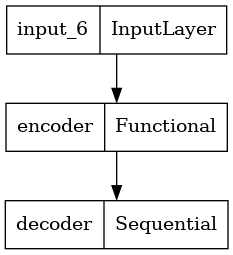 input_6 InputLayer
encoder Functional
decoder Sequential